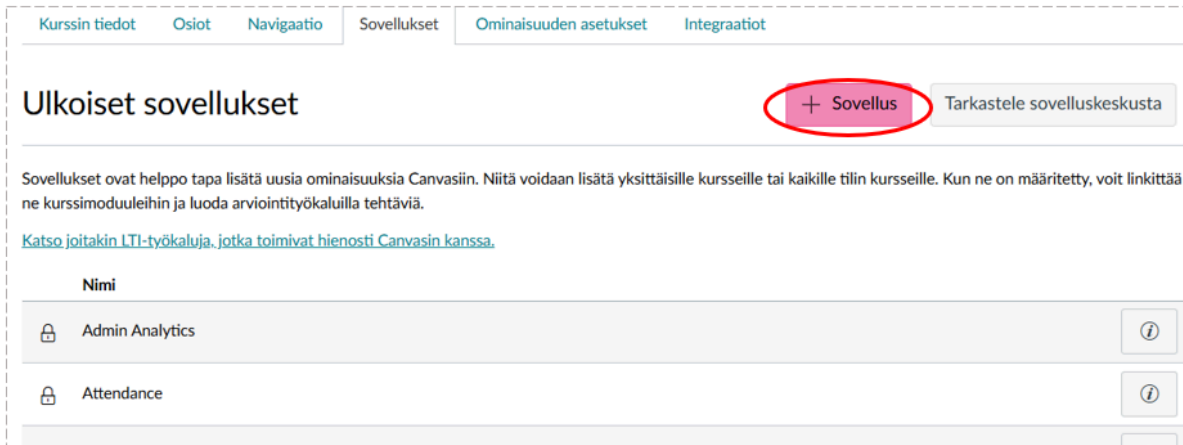 Kurssin tiedot Osiot Navigaatio Sovellukset Ominaisuuden asetukset Integraatiot
Ulkoiset sovellukset + Sovellus Tarkastele sovelluskeskusta
Sovellukset ovat helppo tapa lisätä uusia ominaisuuksia Canvasiin. Niitä voidaan lisätä yksittäisille kursseille tai kaikille tilin kursseille. Kun ne on määritetty, voit linkittää
ne kurssimoduuleihin ja luoda arviointityökaluilla tehtäviä.
Katso joitakin LTI-työkaluja, jotka toimivat hienosti Canvasin kanssa.
Nimi
Admin Analytics
Attendance